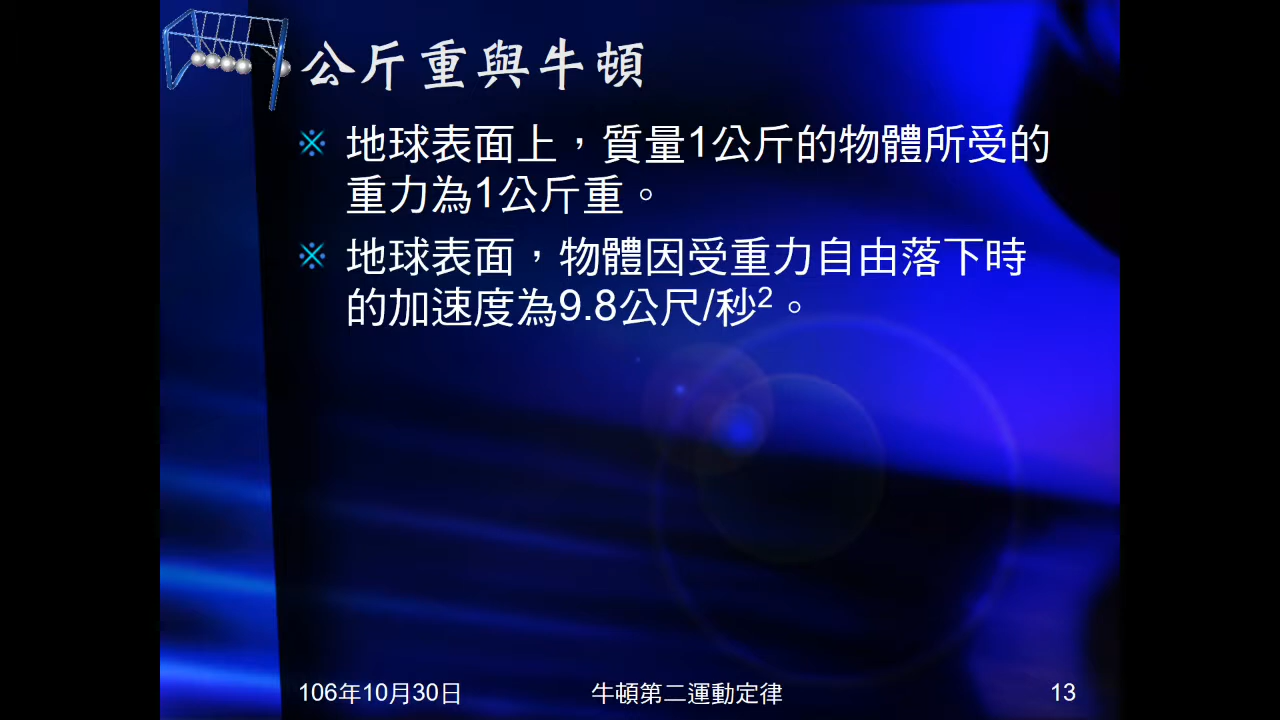 公斤重與牛頓
※ 地球表面上，質量1公斤的物體所受的
重力為1公斤重。
※ 地球表面，物體因受重力自由落下時
的加速度為9.8公尺/秒²。
106年10月30日
牛頓第二運動定律
13